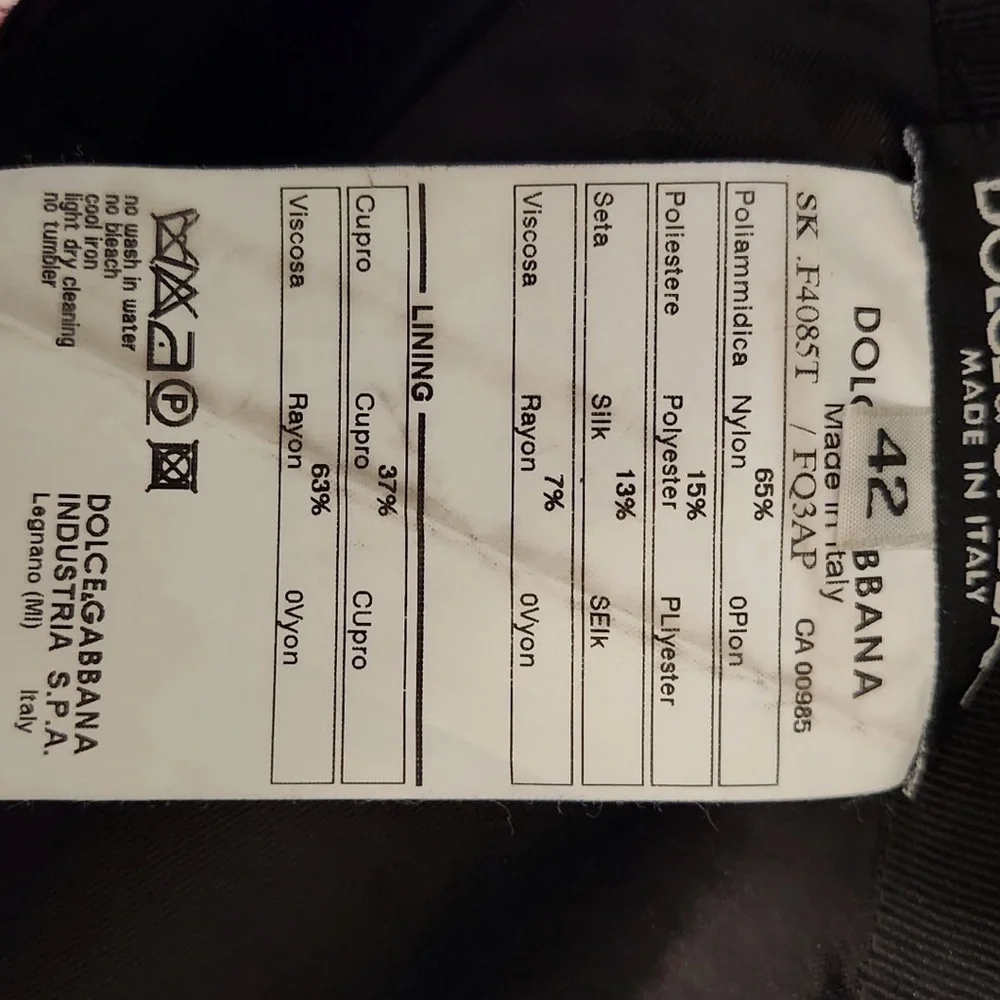 MADE IN ITALY
42
DOLC BBANA
Made in Italy
SK .F4085T / FQ3AP CA 00985
Poliammidica Nylon 65% 0Plon
Poliestere Polyester 15% PLlyester
Seta Silk 13% SElk
Viscosa Rayon 7% 0Vyon
LINING
Cupro Cupro 37% CUpro
Viscosa Rayon 63% 0Vyon
P
no wash in water
no bleach
cool iron
light dry cleaning
no tumbler
DOLCE&GABBANA
INDUSTRIA S.P.A.
Legnano (MI) Italy